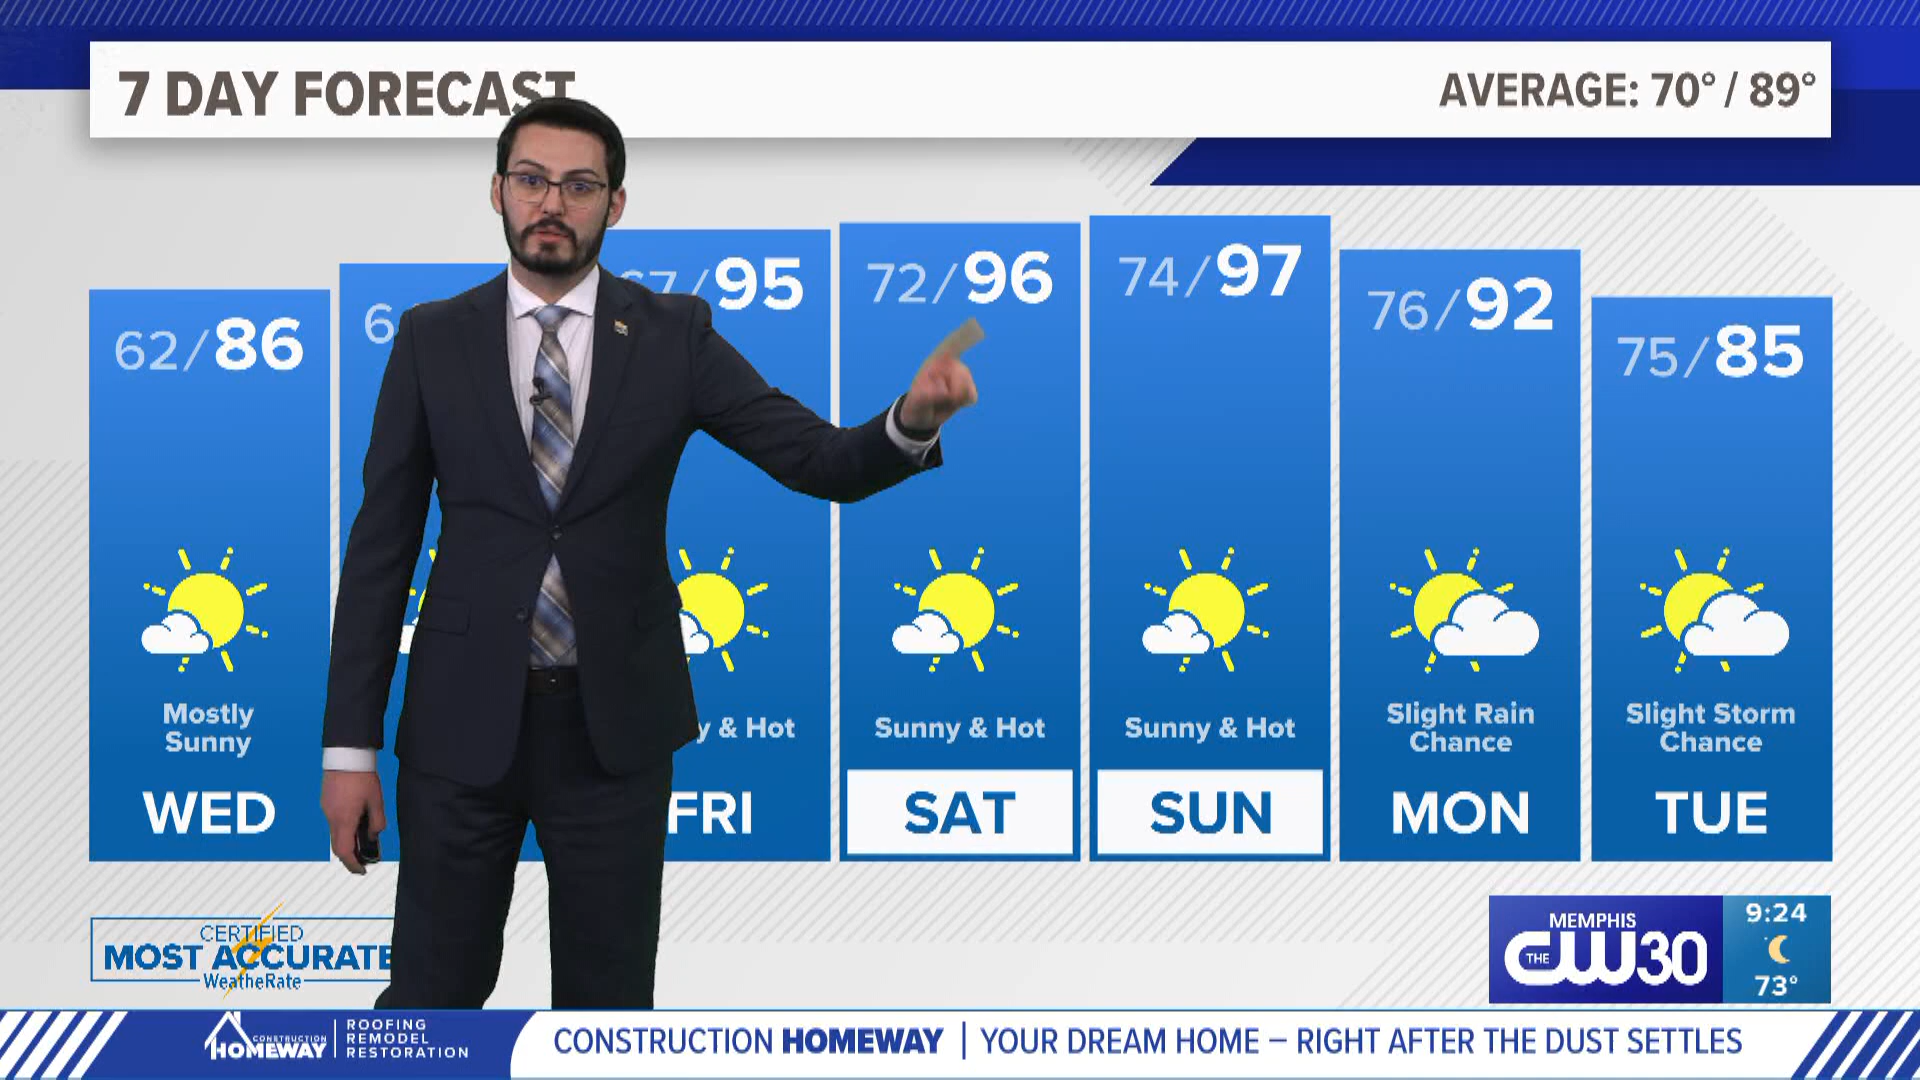 7 DAY FORECAST
AVERAGE: 70° / 89°
62/86
7/95
72/96
74/97
76/92
75/85
Mostly
Sunny
y & Hot
Sunny & Hot
Sunny & Hot
Slight Rain
Chance
Slight Storm
Chance
WED
FRI
SAT
SUN
MON
TUE
CERTIFIED
MOST ACCURATE
WeatheRate
MEMPHIS
THE CW30
9:24
73°
CONSTRUCTION
HOMEWAY
ROOFING
REMODEL
RESTORATION
CONSTRUCTION HOMEWAY | YOUR DREAM HOME – RIGHT AFTER THE DUST SETTLES